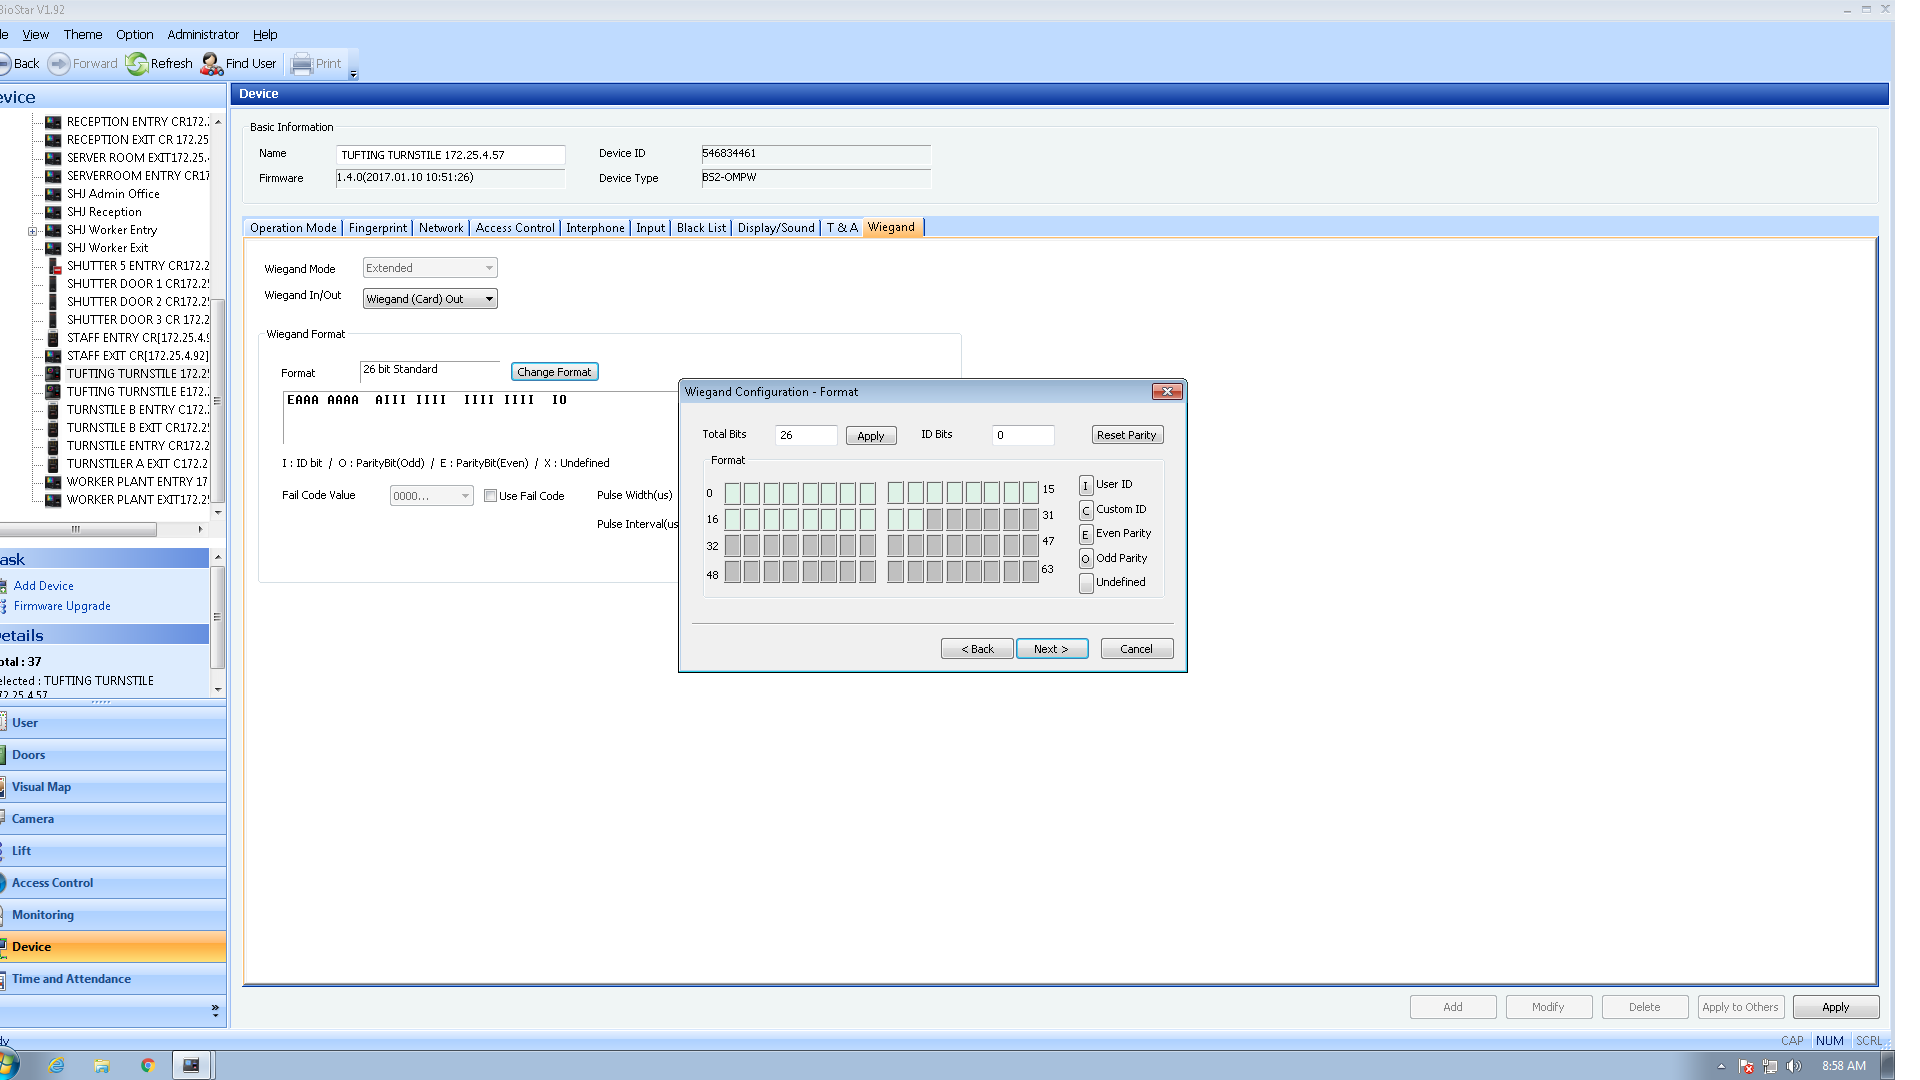 BioStar V1.92
le View Theme Option Administrator Help
Back Forward Refresh Find User Print
evice
RECEPTION ENTRY CR172.2
RECEPTION EXIT CR 172.25
SERVER ROOM EXIT172.25.4
SERVERROOM ENTRY CR17
SHJ Admin Office
SHJ Reception
SHJ Worker Entry
SHJ Worker Exit
SHUTTER 5 ENTRY CR172.2
SHUTTER DOOR 1 CR172.25
SHUTTER DOOR 2 CR172.25
SHUTTER DOOR 3 CR 172.2
STAFF ENTRY CR[172.25.4.9
STAFF EXIT CR[172.25.4.92]
TUFTING TURNSTILE 172.25
TUFTING TURNSTILE E172.
TURNSTILE B ENTRY C172.
TURNSTILE B EXIT CR172.25
TURNSTILE ENTRY CR172.2
TURNSTILER A EXIT C172.2
WORKER PLANT ENTRY 17
WORKER PLANT EXIT172.25
ask
Add Device
Firmware Upgrade
etails
otal : 37
elected : TUFTING TURNSTILE
72.25.4.57
User
Doors
Visual Map
Camera
Lift
Access Control
Monitoring
Device
Time and Attendance
»
Device
Basic Information
Name TUFTING TURNSTILE 172.25.4.57 Device ID 546834461
Firmware 1.4.0(2017.01.10 10:51:26) Device Type BS2-OMPW
Operation Mode Fingerprint Network Access Control Interphone Input Black List Display/Sound T & A Wiegand
Wiegand Mode Extended
Wiegand In/Out Wiegand (Card) Out
Wiegand Format
Format 26 bit Standard Change Format
EAAA AAAA AIII IIII IIII IIII IO
I : ID bit / O : ParityBit(Odd) / E : ParityBit(Even) / X : Undefined
Fail Code Value 0000... Use Fail Code Pulse Width(us)
Pulse Interval(us
Wiegand Configuration - Format
Total Bits 26 Apply ID Bits 0 Reset Parity
Format
0 15
16 31
32 47
48 63
I User ID
C Custom ID
E Even Parity
O Odd Parity
Undefined
< Back Next > Cancel
Add Modify Delete Apply to Others Apply
dy CAP NUM SCRL
8:58 AM